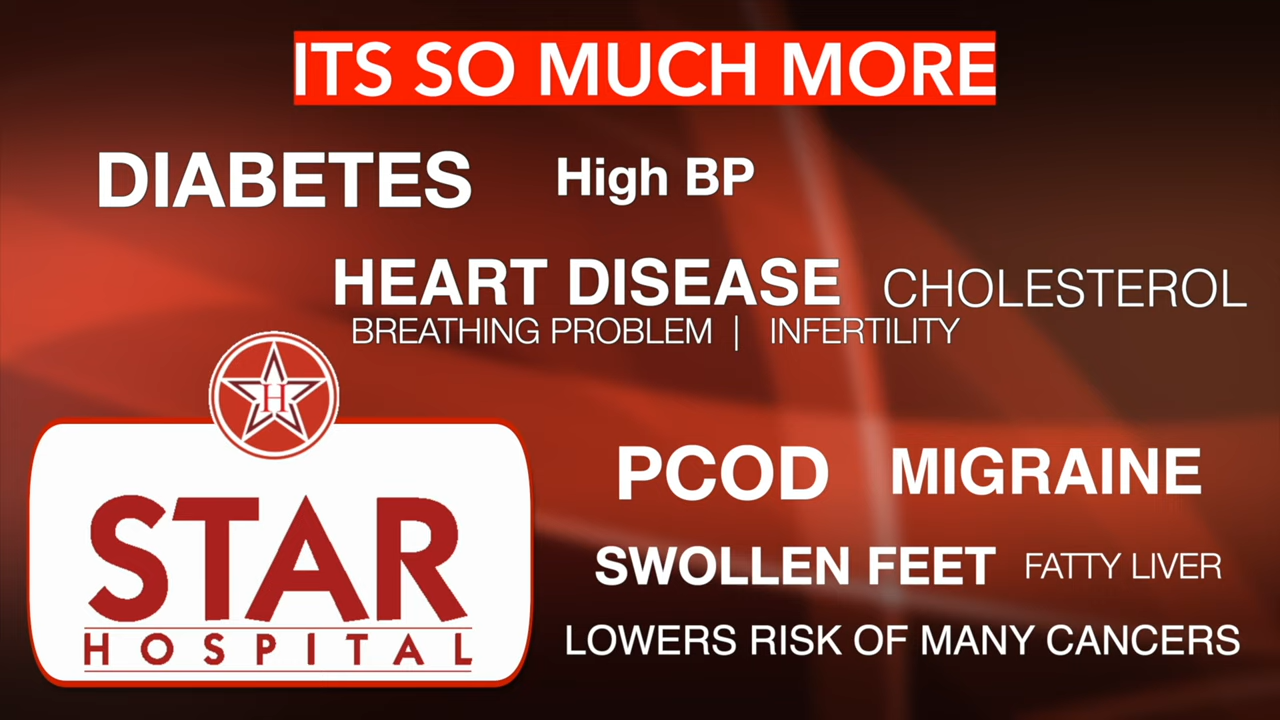 ITS SO MUCH MORE
DIABETES High BP
HEART DISEASE CHOLESTEROL
BREATHING PROBLEM | INFERTILITY
H
STAR
HOSPITAL
PCOD MIGRAINE
SWOLLEN FEET FATTY LIVER
LOWERS RISK OF MANY CANCERS